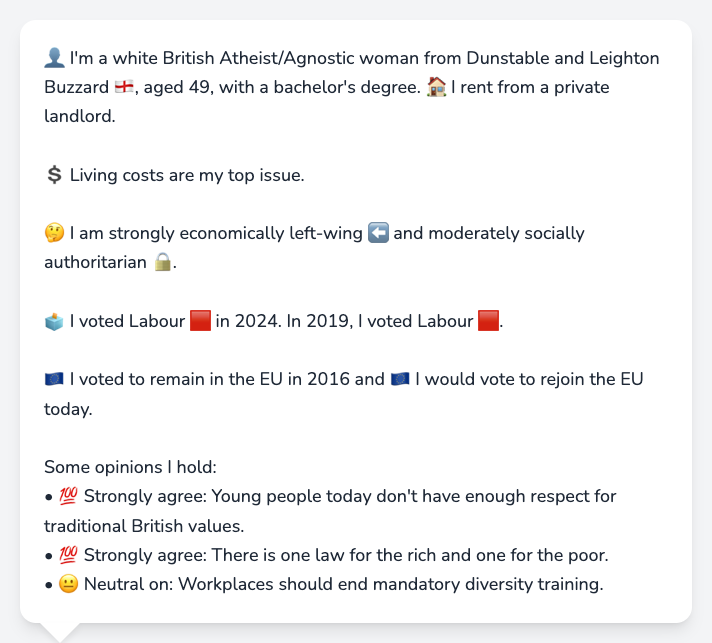 👤 I'm a white British Atheist/Agnostic woman from Dunstable and Leighton
Buzzard 🏴󠁧󠁢󠁥󠁮󠁧󠁿, aged 49, with a bachelor's degree. 🏠 I rent from a private
landlord.
💲 Living costs are my top issue.
🤔 I am strongly economically left-wing ⬅️ and moderately socially
authoritarian 🔒.
🗳️ I voted Labour 🟥 in 2024. In 2019, I voted Labour 🟥.
🇪🇺 I voted to remain in the EU in 2016 and 🇪🇺 I would vote to rejoin the EU
today.
Some opinions I hold:
• 💯 Strongly agree: Young people today don't have enough respect for
traditional British values.
• 💯 Strongly agree: There is one law for the rich and one for the poor.
• 😐 Neutral on: Workplaces should end mandatory diversity training.